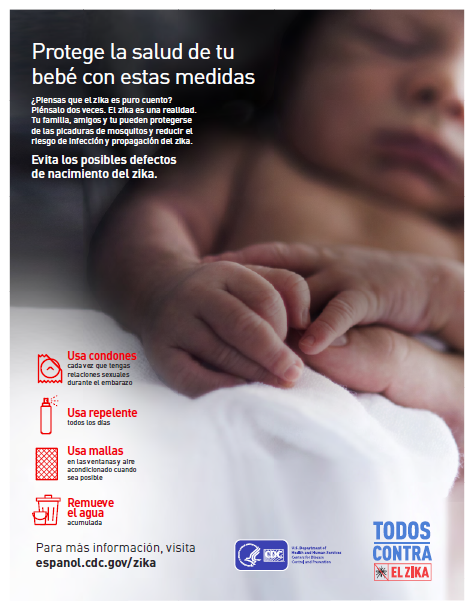 Protege la salud de tu
bebé con estas medidas
¿Piensas que el zika es puro cuento?
Piénsalo dos veces. El zika es una realidad.
Tu familia, amigos y tu pueden protegerse
de las picaduras de mosquitos y reducir el
riesgo de infección y propagación del zika.
Evita los posibles defectos
de nacimiento del zika.
Usa condones
cada vez que tengas
relaciones sexuales
durante el embarazo
Usa repelente
todos los días
Usa mallas
en las ventanas y aire
acondicionado cuando
sea posible
Remueve
el agua
acumulada
Para más información, visita
espanol.cdc.gov/zika
CDC
U.S. Department of
Health and Human Services
Centers for Disease
Control and Prevention
TODOS
CONTRA
EL ZIKA